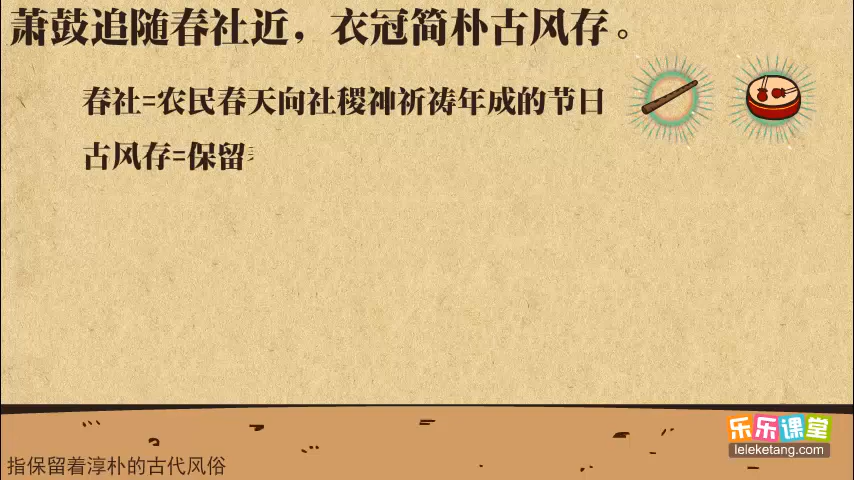 萧鼓追随春社近，衣冠简朴古风存。
春社=农民春天向社稷神祈祷年成的节日
古风存=保留
乐乐课堂
leleketang.com
指保留着淳朴的古代风俗